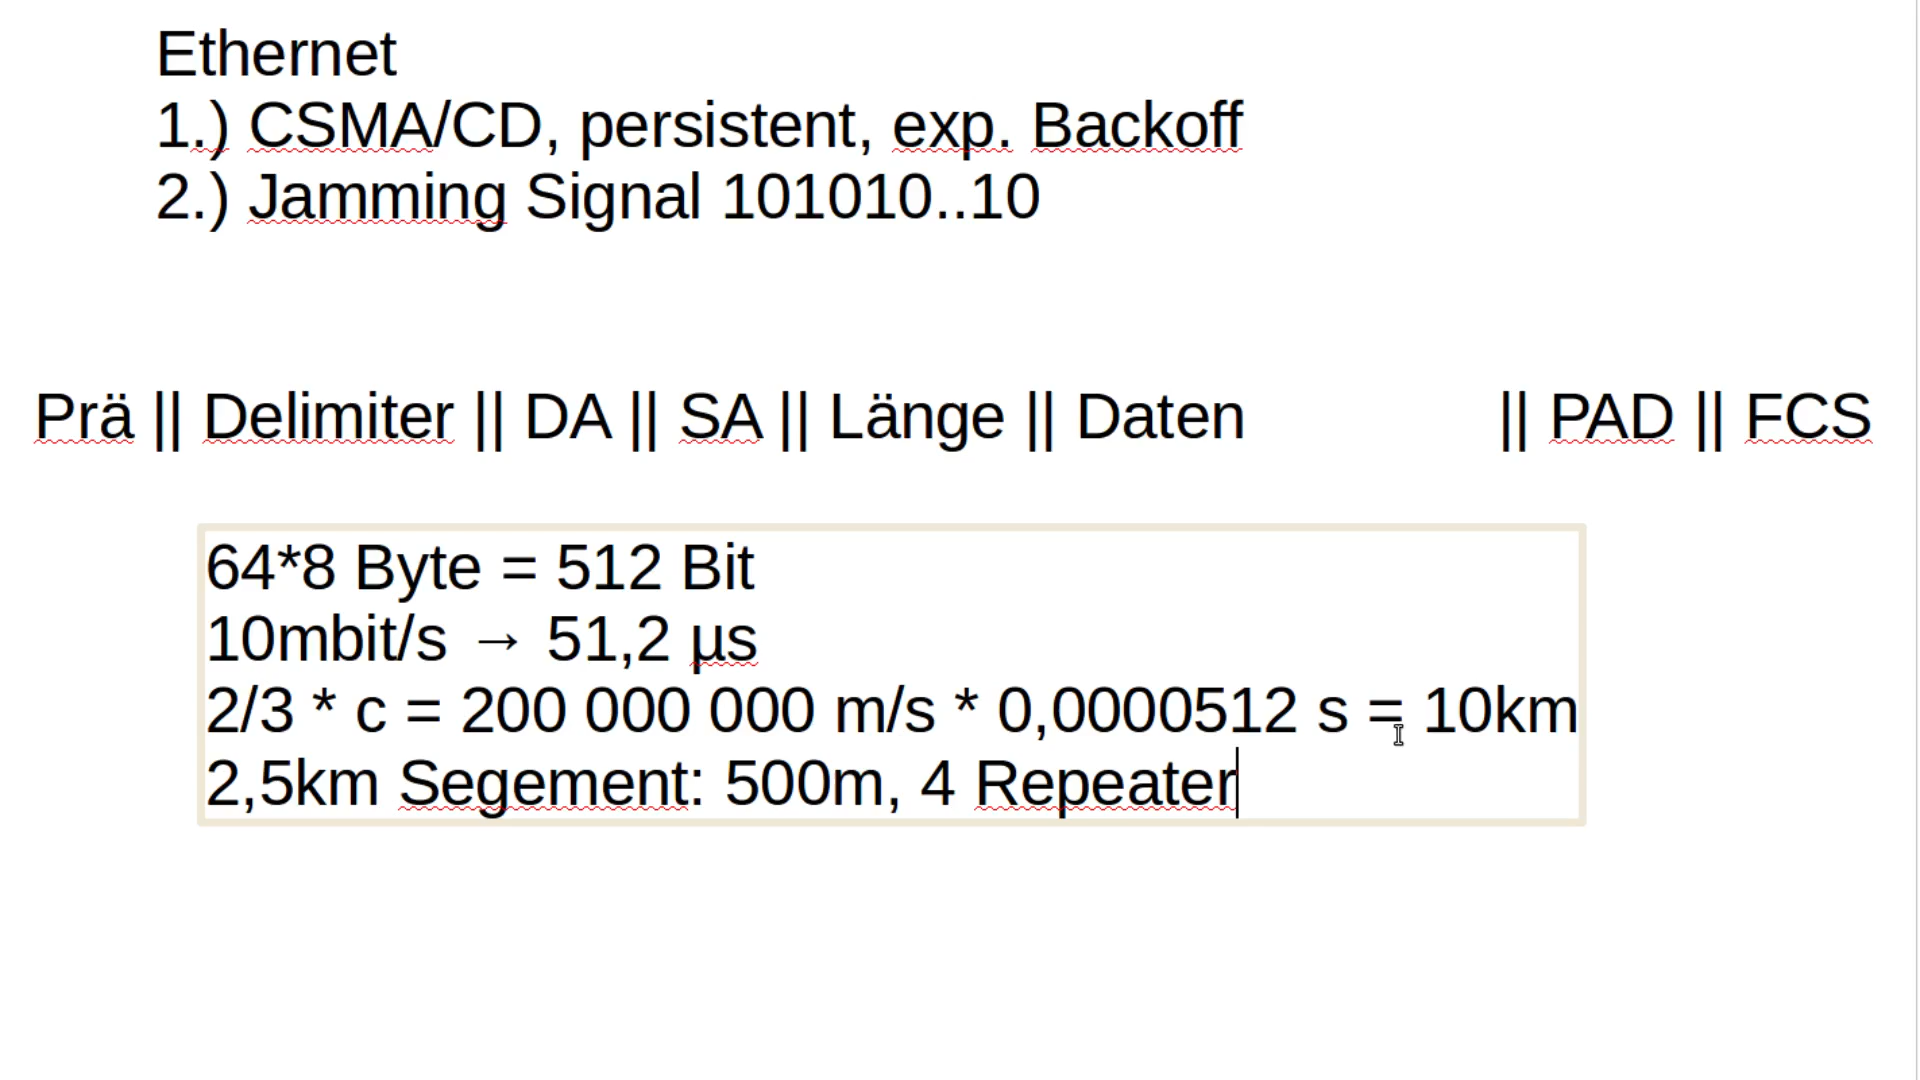 Ethernet
1.) CSMA/CD, persistent, exp. Backoff
2.) Jamming Signal 101010..10
Prä || Delimiter || DA || SA || Länge || Daten || PAD || FCS
64*8 Byte = 512 Bit
10mbit/s → 51,2 µs
2/3 * c = 200 000 000 m/s * 0,0000512 s = 10km
2,5km Segement: 500m, 4 Repeater